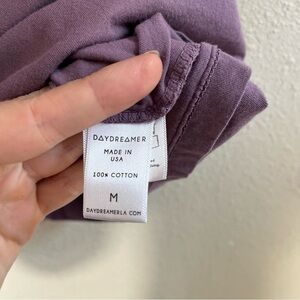 DAYDREAMER
MADE IN
USA
100% COTTON
M
DAYDREAMERLA.COM